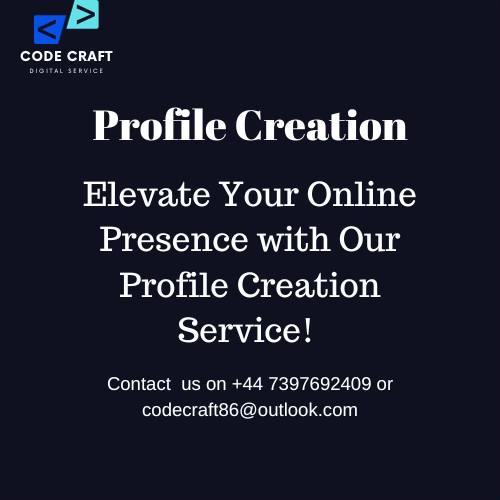 CODE CRAFT
DIGITAL SERVICE
Profile Creation
Elevate Your Online
Presence with Our
Profile Creation
Service!
Contact  us on +44 7397692409 or
codecraft86@outlook.com